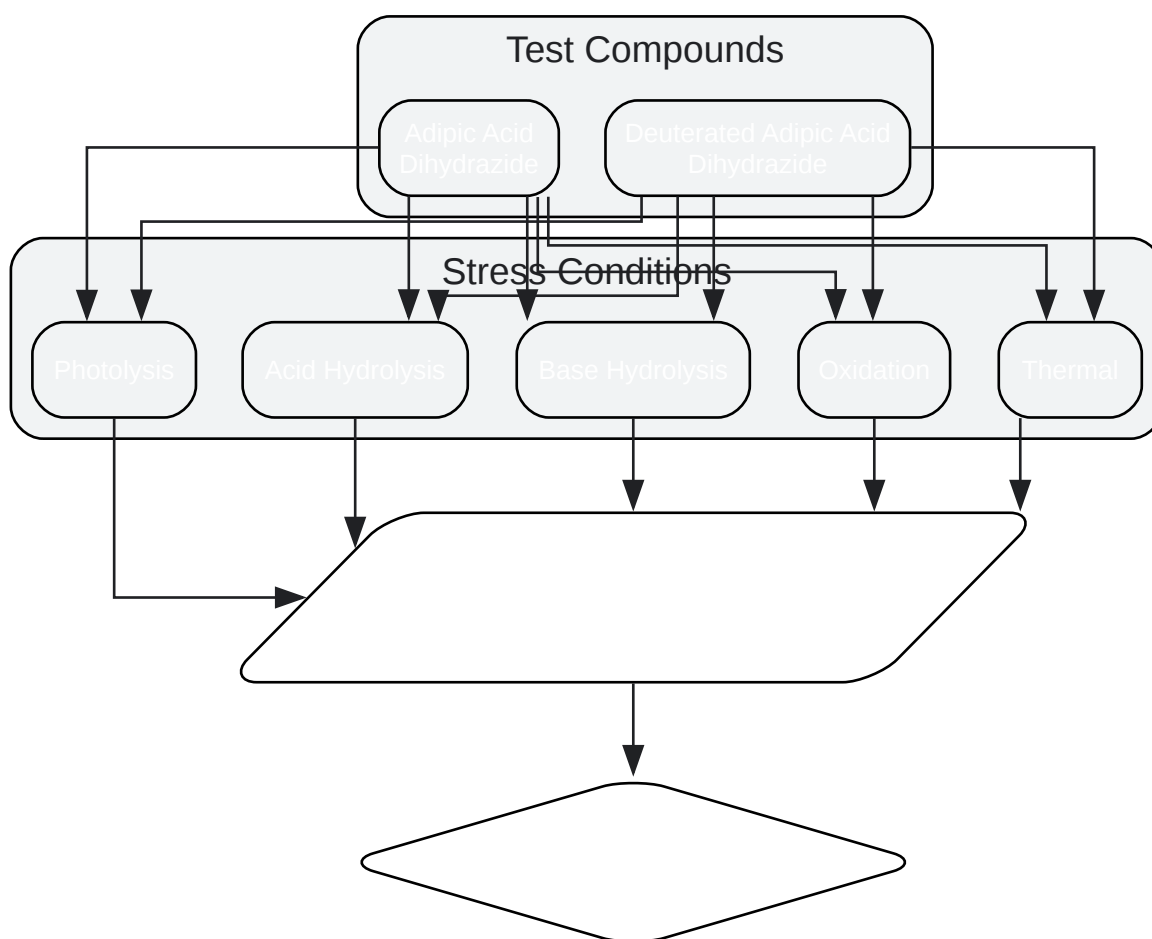 Test Compounds
Adipic Acid
Dihydrazide
Deuterated Adipic Acid
Dihydrazide
Stress Conditions
Photolysis
Acid Hydrolysis
Base Hydrolysis
Oxidation
Thermal